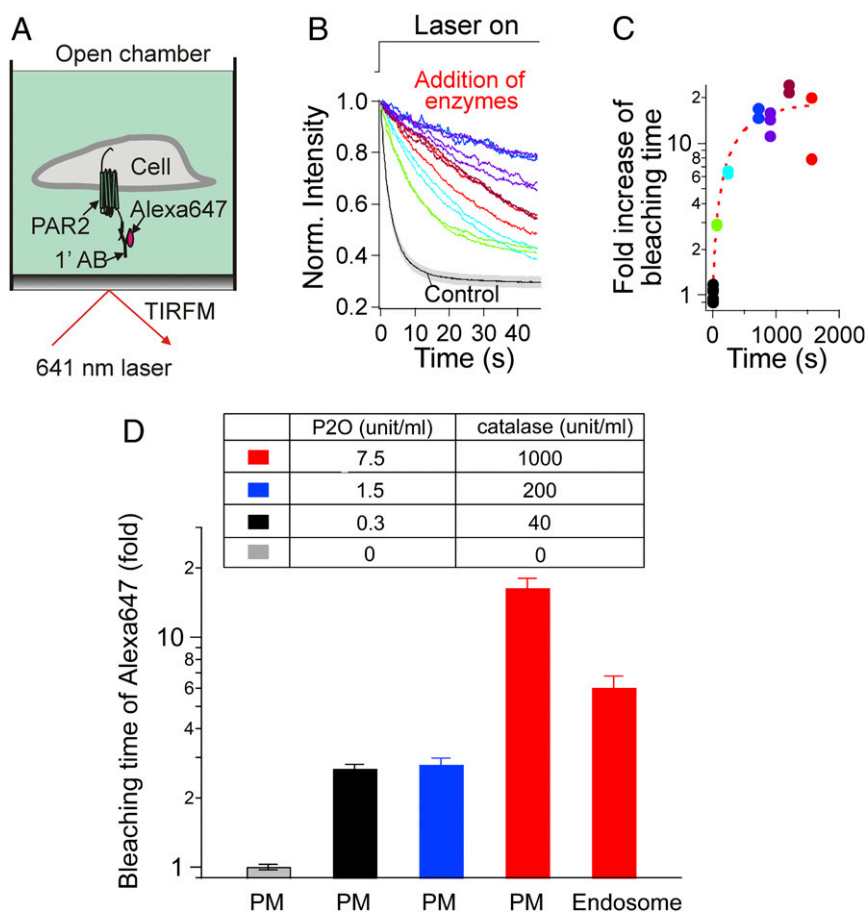 A
Open chamber
Cell
PAR2
Alexa647
1' AB
TIRFM
641 nm laser
B
Laser on
Addition of
enzymes
Norm. Intensity
1.0
0.8
0.6
0.4
0.2
Control
0 10 20 30 40
Time (s)
C
Fold increase of
bleaching time
2
10
8
6
4
2
1
0 1000 2000
Time (s)
D
P2O (unit/ml) catalase (unit/ml)
7.5 1000
1.5 200
0.3 40
0 0
Bleaching time of Alexa647 (fold)
2
10
8
6
4
2
1
PM PM PM PM Endosome